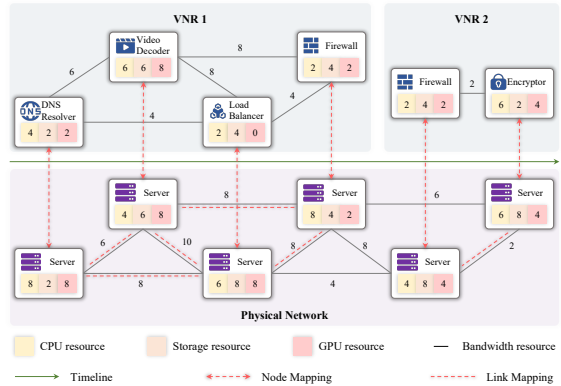 VNR 1
VNR 2
Video
Decoder
6 6 8
8
Firewall
2 4 2
6
DNS
DNS
Resolver
4 2 2
4
Load
Balancer
2 4 0
4
Firewall
2 4 2
2
Encryptor
6 2 4
Server
4 6 8
8
Server
8 4 2
6
Server
6 8 4
6
10
8
8
2
Server
8 2 8
8
Server
6 8 8
4
Server
4 8 4
Physical Network
CPU resource
Storage resource
GPU resource
Bandwidth resource
Timeline
Node Mapping
Link Mapping